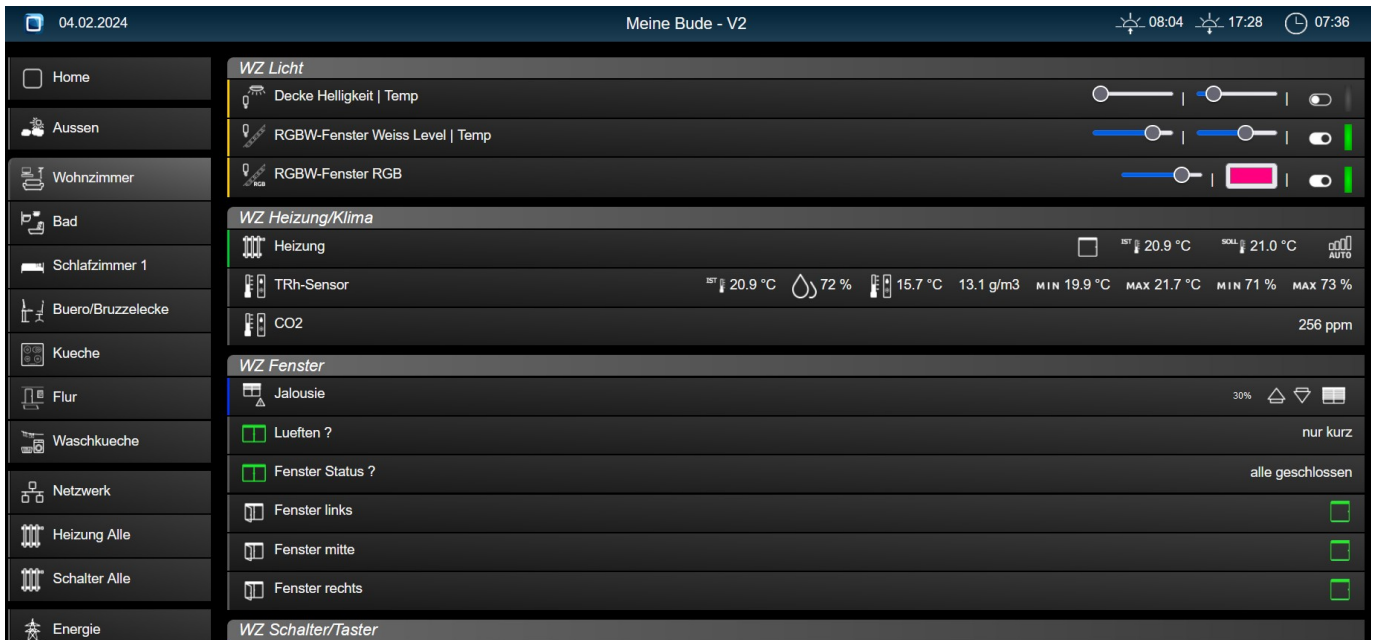 04.02.2024 Meine Bude - V2 08:04 17:28 07:36
Home
Aussen
Wohnzimmer
Bad
Schlafzimmer 1
Buero/Bruzzelecke
Kueche
Flur
Waschkueche
Netzwerk
Heizung Alle
Schalter Alle
Energie
WZ Licht
Decke Helligkeit | Temp | |
RGBW-Fenster Weiss Level | Temp | |
RGB RGBW-Fenster RGB | |
WZ Heizung/Klima
Heizung IST 20.9 °C SOLL 21.0 °C AUTO
TRh-Sensor IST 20.9 °C 72 % 15.7 °C 13.1 g/m3 MIN 19.9 °C MAX 21.7 °C MIN 71 % MAX 73 %
CO2 256 ppm
WZ Fenster
Jalousie 30%
Lueften ? nur kurz
Fenster Status ? alle geschlossen
Fenster links
Fenster mitte
Fenster rechts
WZ Schalter/Taster